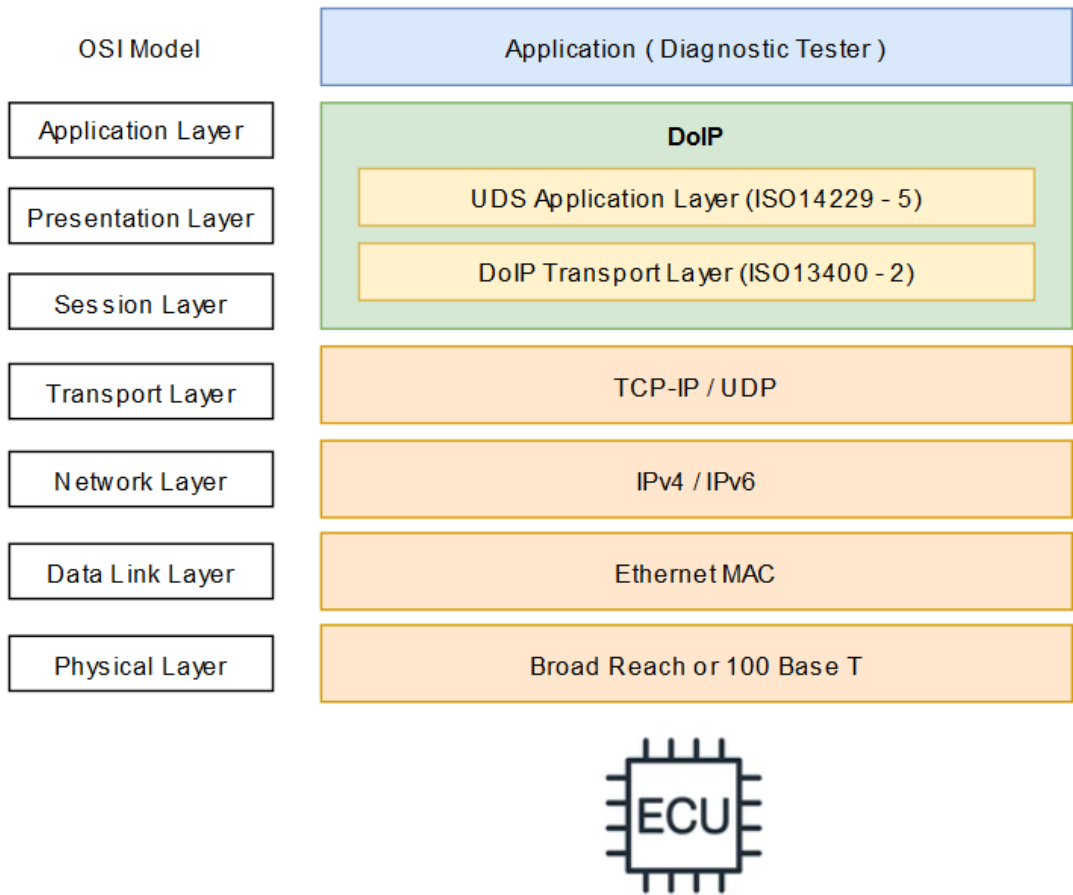 OSI Model
Application ( Diagnostic Tester )
Application Layer
DoIP
Presentation Layer
UDS Application Layer (ISO14229 - 5)
DoIP Transport Layer (ISO13400 - 2)
Session Layer
Transport Layer
TCP-IP / UDP
Network Layer
IPv4 / IPv6
Data Link Layer
Ethernet MAC
Physical Layer
Broad Reach or 100 Base T
ECU